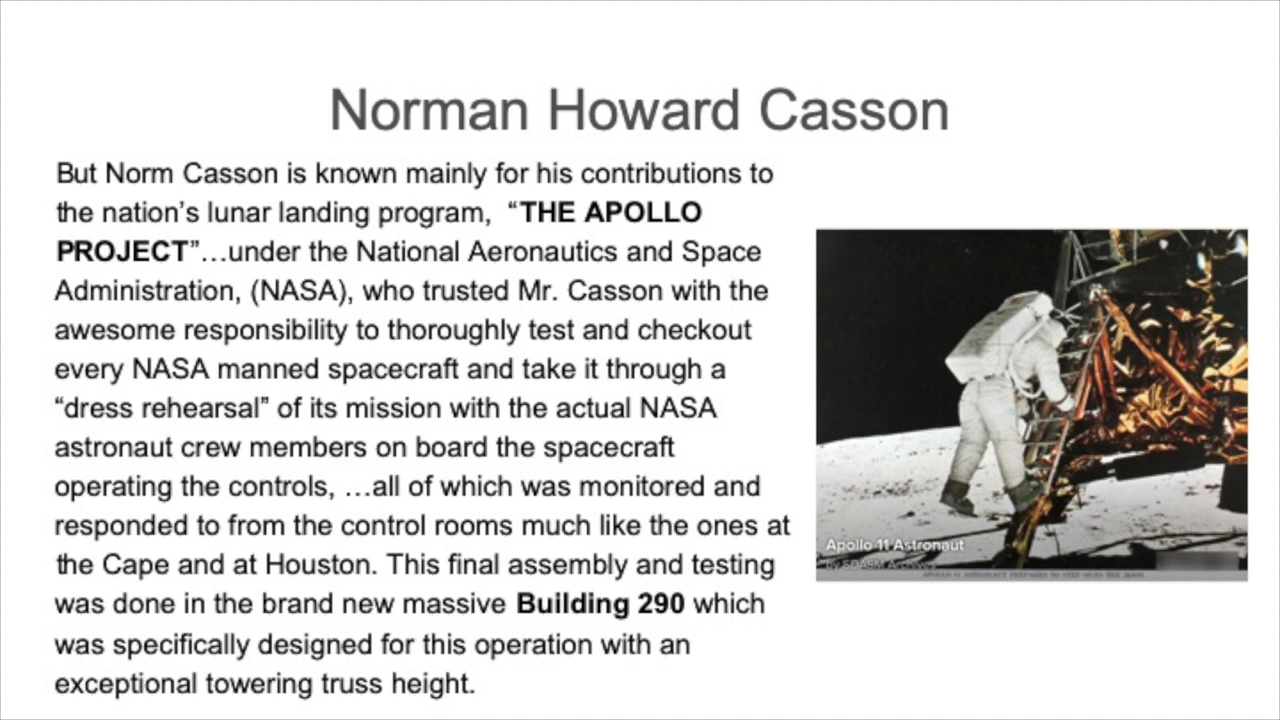 Norman Howard Casson
But Norm Casson is known mainly for his contributions to
the nation’s lunar landing program,  “THE APOLLO
PROJECT”…under the National Aeronautics and Space
Administration, (NASA), who trusted Mr. Casson with the
awesome responsibility to thoroughly test and checkout
every NASA manned spacecraft and take it through a
“dress rehearsal” of its mission with the actual NASA
astronaut crew members on board the spacecraft
operating the controls, …all of which was monitored and
responded to from the control rooms much like the ones at
the Cape and at Houston. This final assembly and testing
was done in the brand new massive Building 290 which
was specifically designed for this operation with an
exceptional towering truss height.
Apollo 11 Astronaut
by SDASM Archives